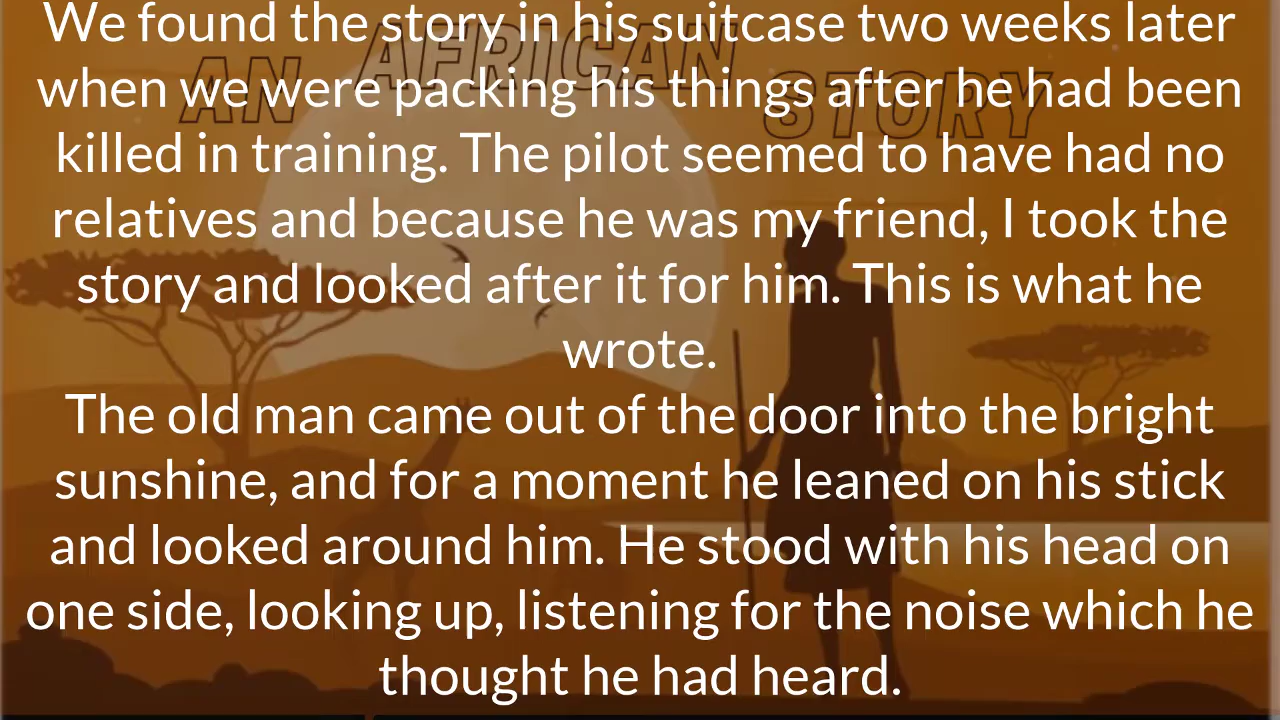 We found the story in his suitcase two weeks later
AN AFRICAN STORY
when we were packing his things after he had been
killed in training. The pilot seemed to have had no
relatives and because he was my friend, I took the
story and looked after it for him. This is what he
wrote.
The old man came out of the door into the bright
sunshine, and for a moment he leaned on his stick
and looked around him. He stood with his head on
one side, looking up, listening for the noise which he
thought he had heard.